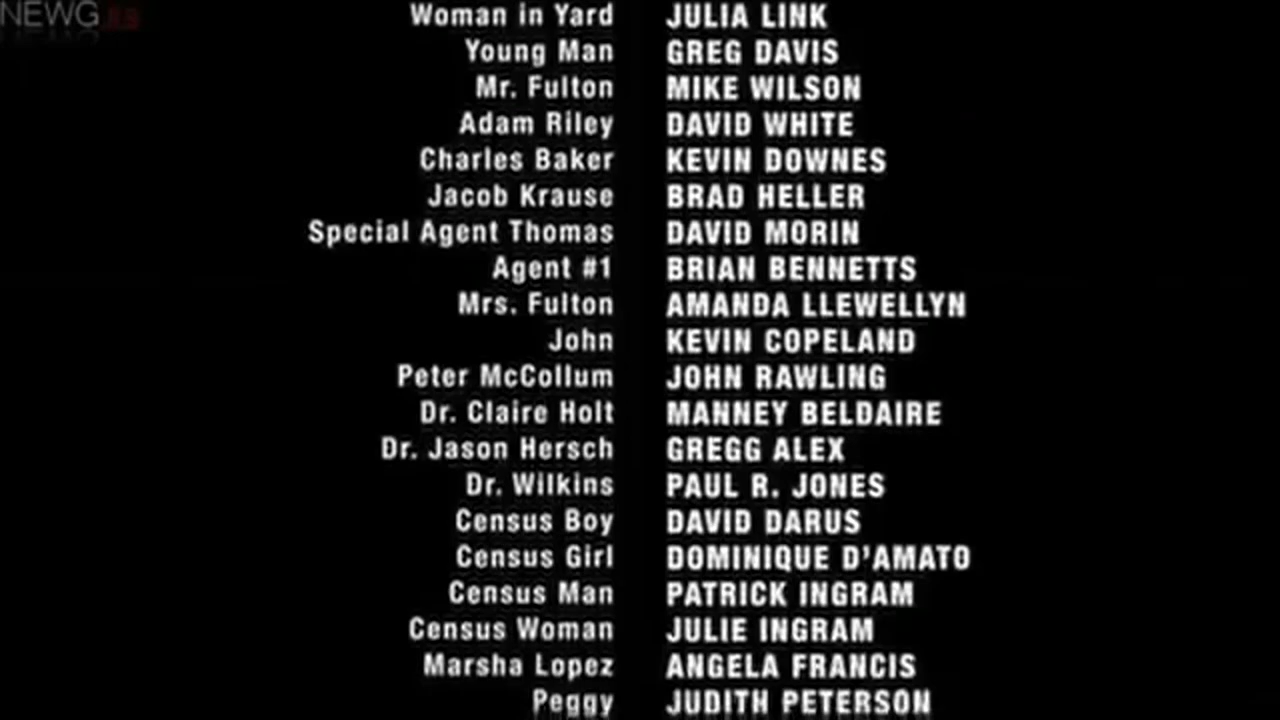 NEWG
Woman in Yard JULIA LINK
Young Man GREG DAVIS
Mr. Fulton MIKE WILSON
Adam Riley DAVID WHITE
Charles Baker KEVIN DOWNES
Jacob Krause BRAD HELLER
Special Agent Thomas DAVID MORIN
Agent #1 BRIAN BENNETTS
Mrs. Fulton AMANDA LLEWELLYN
John KEVIN COPELAND
Peter McCollum JOHN RAWLING
Dr. Claire Holt MANNEY BELDAIRE
Dr. Jason Hersch GREGG ALEX
Dr. Wilkins PAUL R. JONES
Census Boy DAVID DARUS
Census Girl DOMINIQUE D'AMATO
Census Man PATRICK INGRAM
Census Woman JULIE INGRAM
Marsha Lopez ANGELA FRANCIS
Peggy JUDITH PETERSON